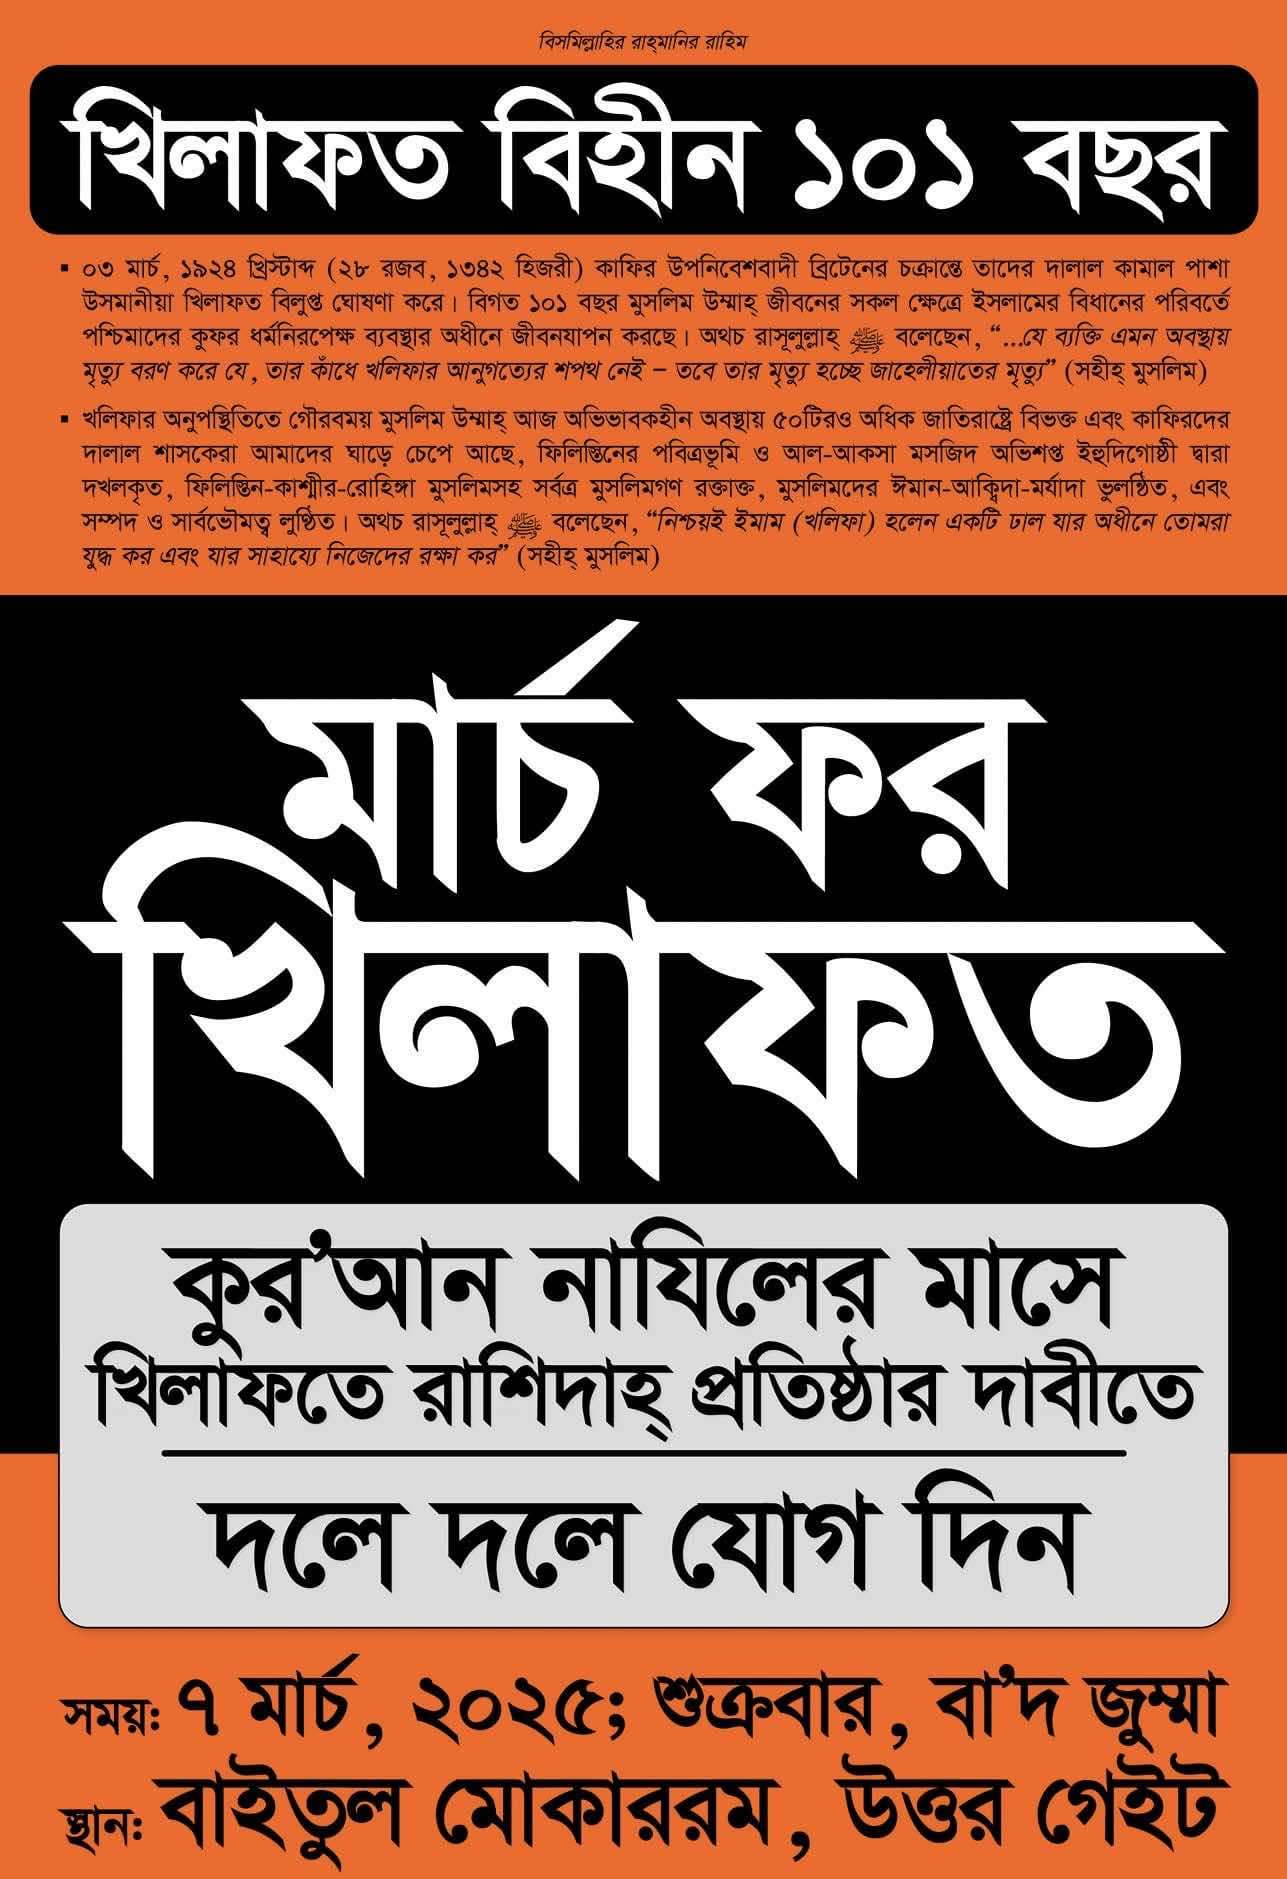 বিসমিল্লাহির রাহ্‌মানির রাহিম
খিলাফত বিহীন ১০১ বছর
▪ ০৩ মার্চ, ১৯২৪ খ্রিস্টাব্দ (২৮ রজব, ১৩৪২ হিজরী) কাফির উপনিবেশবাদী ব্রিটেনের চক্রান্তে তাদের দালাল কামাল পাশা
উসমানীয়া খিলাফত বিলুপ্ত ঘোষণা করে। বিগত ১০১ বছর মুসলিম উম্মাহ্ জীবনের সকল ক্ষেত্রে ইসলামের বিধানের পরিবর্তে
পশ্চিমাদের কুফর ধর্মনিরপেক্ষ ব্যবস্থার অধীনে জীবনযাপন করছে। অথচ রাসূলুল্লাহ্ ﷺ বলেছেন, “...যে ব্যক্তি এমন অবস্থায়
মৃত্যু বরণ করে যে, তার কাঁধে খলিফার আনুগত্যের শপথ নেই – তবে তার মৃত্যু হচ্ছে জাহেলীয়াতের মৃত্যু” (সহীহ্ মুসলিম)
▪ খলিফার অনুপস্থিতিতে গৌরবময় মুসলিম উম্মাহ্ আজ অভিভাবকহীন অবস্থায় ৫০টিরও অধিক জাতিরাষ্ট্রে বিভক্ত এবং কাফিরদের
দালাল শাসকেরা আমাদের ঘাড়ে চেপে আছে, ফিলিস্তিনের পবিত্রভূমি ও আল-আকসা মসজিদ অভিশপ্ত ইহুদিগোষ্ঠী দ্বারা
দখলকৃত, ফিলিস্তিন-কাশ্মীর-রোহিঙ্গা মুসলিমসহ সর্বত্র মুসলিমগণ রক্তাক্ত, মুসলিমদের ঈমান-আক্বিদা-মর্যাদা ভুলন্ঠিত, এবং
সম্পদ ও সার্বভৌমত্ব লুন্ঠিত। অথচ রাসূলুল্লাহ্ ﷺ বলেছেন, “নিশ্চয়ই ইমাম (খলিফা) হলেন একটি ঢাল যার অধীনে তোমরা
যুদ্ধ কর এবং যার সাহায্যে নিজেদের রক্ষা কর” (সহীহ্ মুসলিম)
মার্চ ফর
খিলাফত
কুর’আন নাযিলের মাসে
খিলাফতে রাশিদাহ্ প্রতিষ্ঠার দাবীতে
দলে দলে যোগ দিন
সময়: ৭ মার্চ, ২০২৫; শুক্রবার, বা’দ জুম্মা
স্থান: বাইতুল মোকাররম, উত্তর গেইট